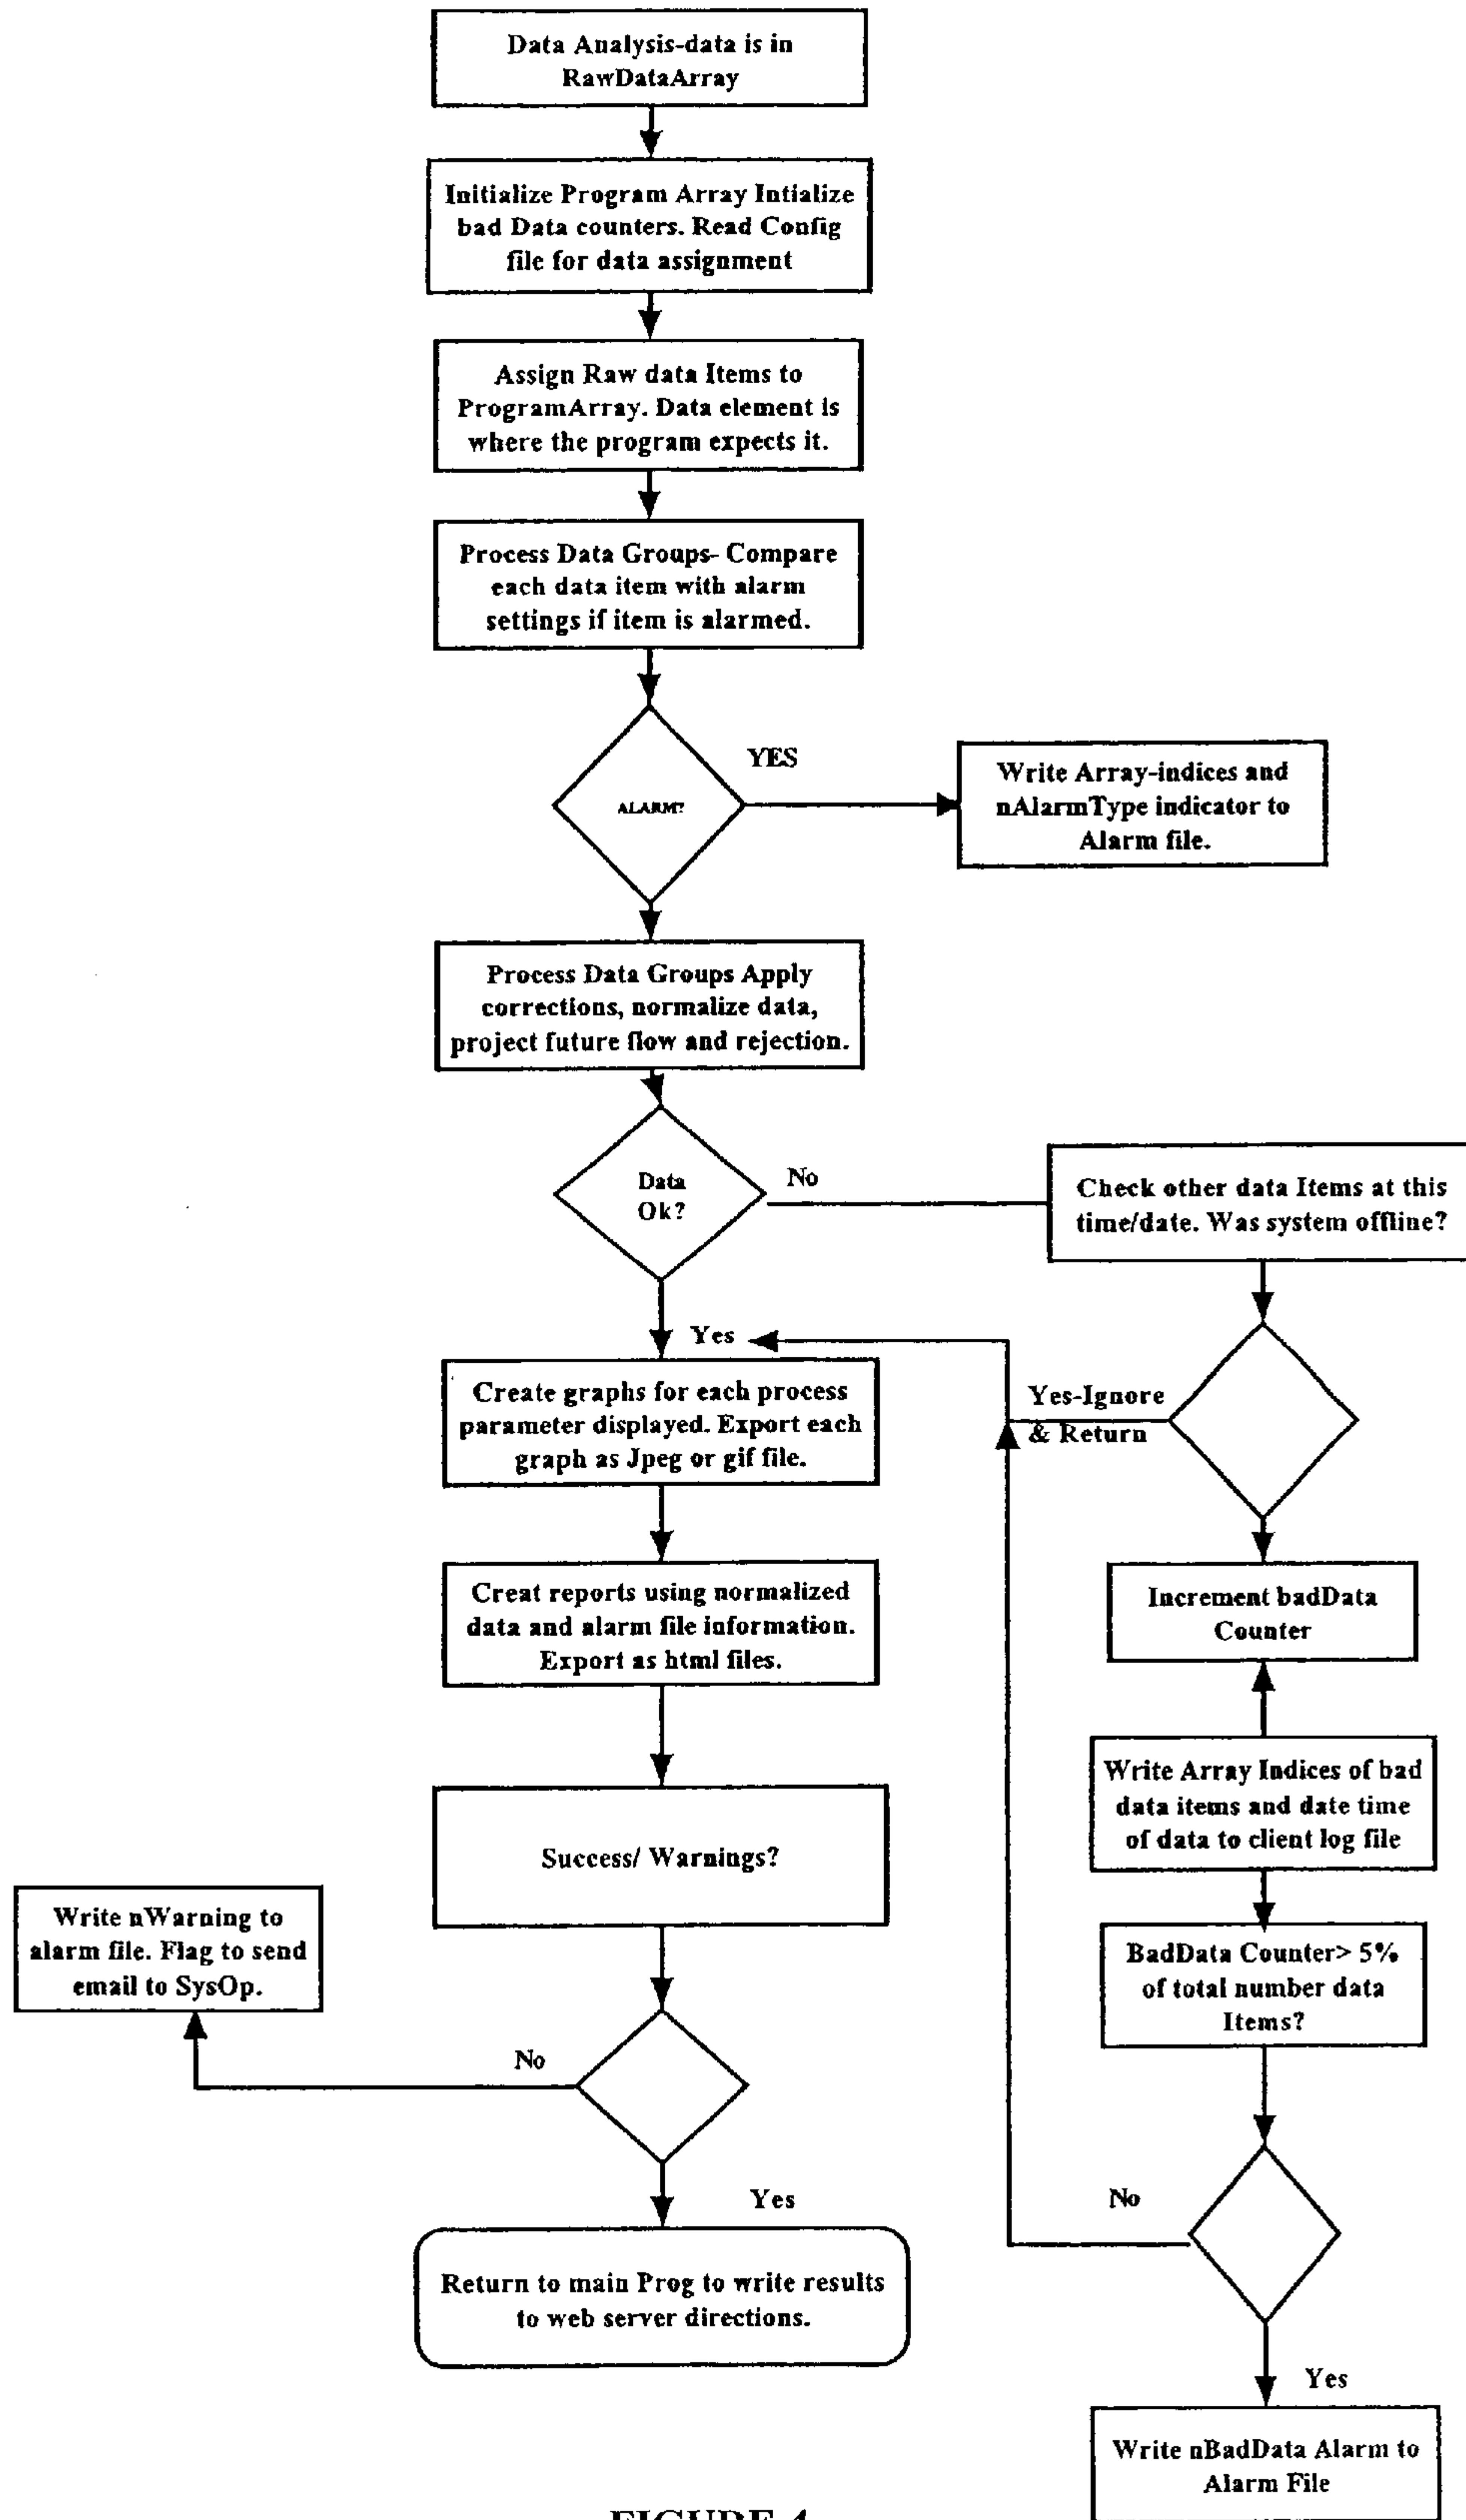 Data Analysis-data is in
RawDataArray
Initialize Program Array Intialize
bad Data counters. Read Config
file for data assignment
Assign Raw data Items to
ProgramArray. Data element is
where the program expects it.
Process Data Groups- Compare
each data item with alarm
settings if item is alarmed.
ALARM?
YES
Write Array-indices and
nAlarmType indicator to
Alarm file.
Process Data Groups Apply
corrections, normalize data,
project future flow and rejection.
Data
Ok?
No
Check other data Items at this
time/date. Was system offline?
Yes
Yes-Ignore
& Return
Create graphs for each process
parameter displayed. Export each
graph as Jpeg or gif file.
Creat reports using normalized
data and alarm file information.
Export as html files.
Increment badData
Counter
Write Array Indices of bad
data items and date time
of data to client log file
Success/ Warnings?
Write nWarning to
alarm file. Flag to send
email to SysOp.
BadData Counter> 5%
of total number data
Items?
No
Yes
No
Return to main Prog to write results
to web server directions.
Yes
Write nBadData Alarm to
Alarm File
FIGURE 4